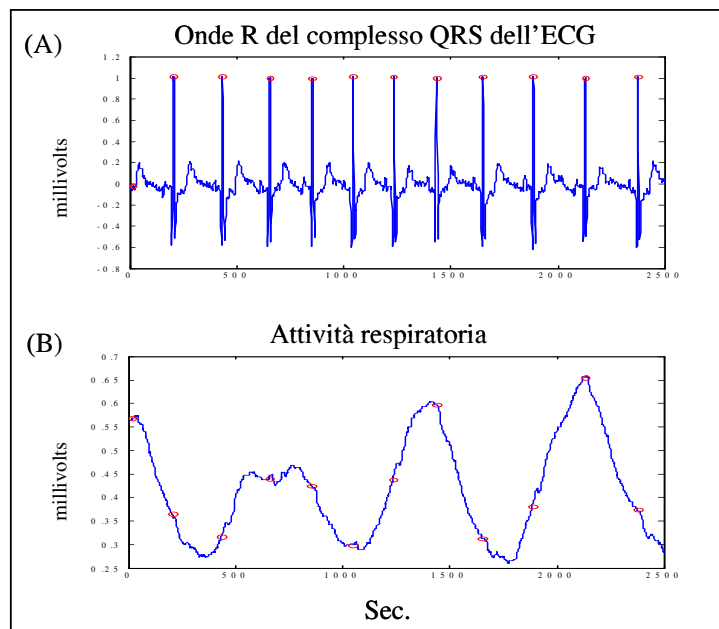 (A)
Onde R del complesso QRS dell'ECG
millivolts
1.2
1
0.8
0.6
0.4
0.2
0
-0.2
-0.4
-0.6
-0.8
0 500 1000 1500 2000 2500
(B)
Attività respiratoria
millivolts
0.7
0.65
0.6
0.55
0.5
0.45
0.4
0.35
0.3
0.25
0 500 1000 1500 2000 2500
Sec.